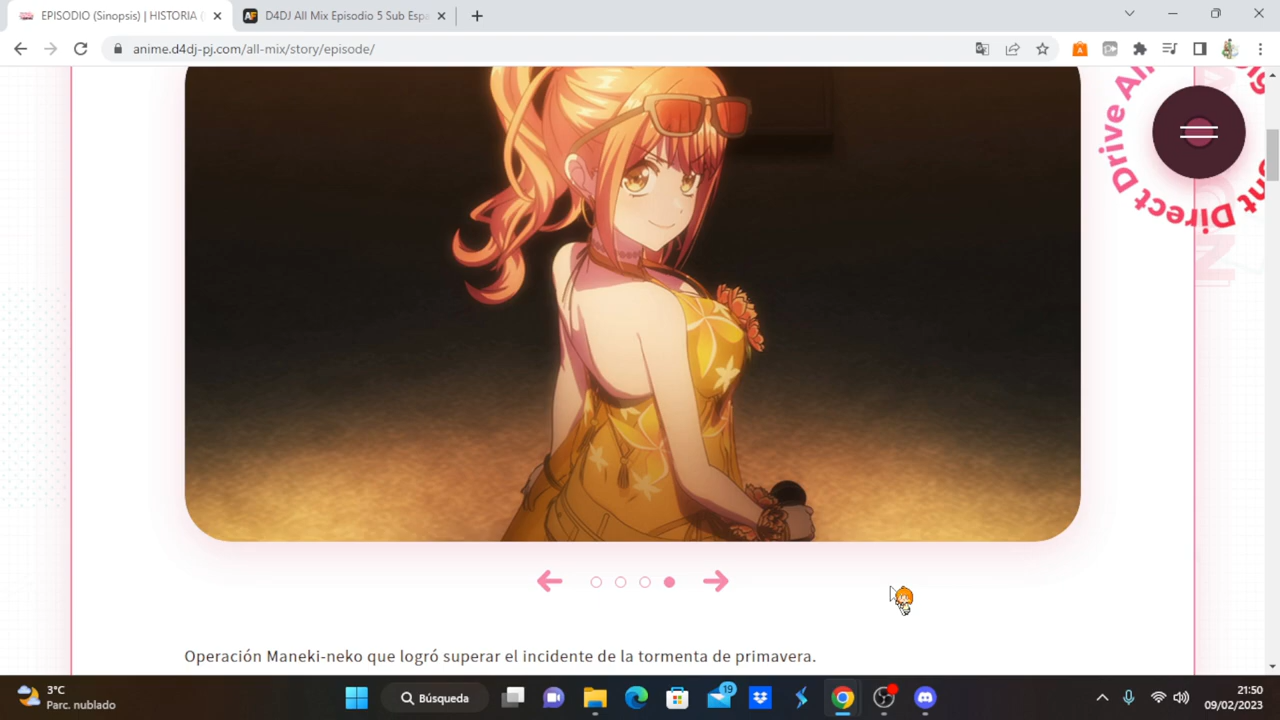 EPISODIO (Sinopsis) | HISTORIA (
D4DJ All Mix Episodio 5 Sub Espa
anime.d4dj-pj.com/all-mix/story/episode/
Direct Drive
Operación Maneki-neko que logró superar el incidente de la tormenta de primavera.
3°C
Parc. nublado
Búsqueda
19
21:50
09/02/2023